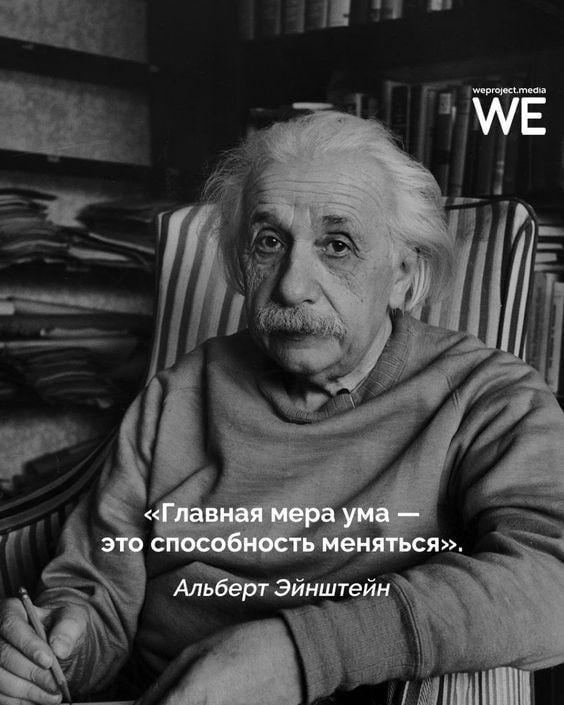 weproject.media
WE
«Главная мера ума —
это способность меняться».
Альберт Эйнштейн